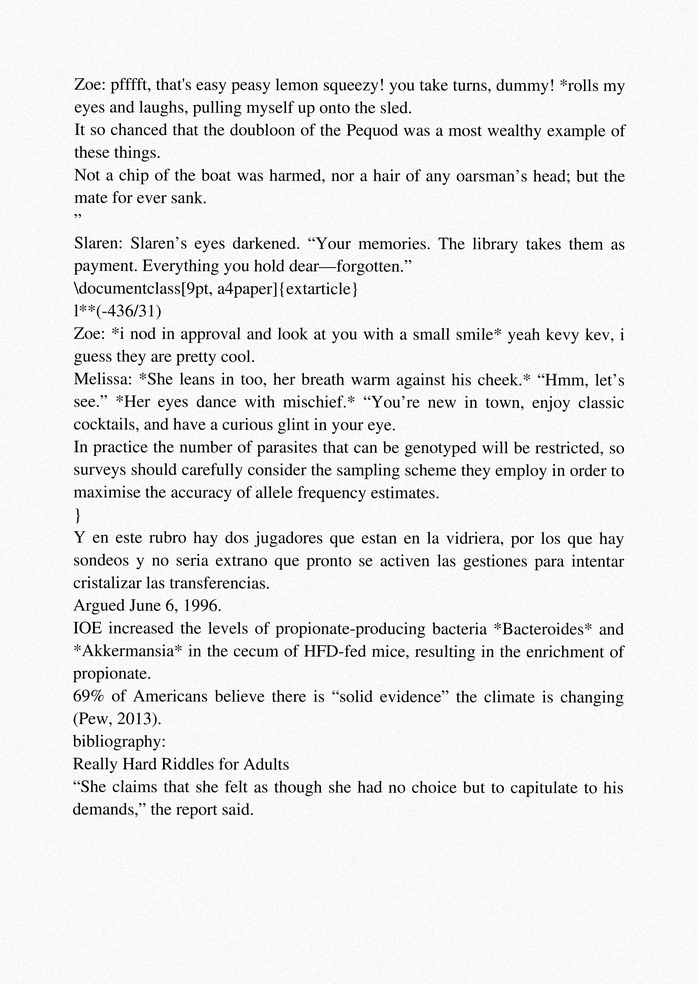 Zoe: pfffft, that's easy peasy lemon squeezy! you take turns, dummy! *rolls my
eyes and laughs, pulling myself up onto the sled.
It so chanced that the doubloon of the Pequod was a most wealthy example of
these things.
Not a chip of the boat was harmed, nor a hair of any oarsman’s head; but the
mate for ever sank.
”
Slaren: Slaren’s eyes darkened. “Your memories. The library takes them as
payment. Everything you hold dear—forgotten.”
\documentclass[9pt, a4paper]{extarticle}
l**(-436/31)
Zoe: *i nod in approval and look at you with a small smile* yeah kevy kev, i
guess they are pretty cool.
Melissa: *She leans in too, her breath warm against his cheek.* “Hmm, let’s
see.” *Her eyes dance with mischief.* “You’re new in town, enjoy classic
cocktails, and have a curious glint in your eye.
In practice the number of parasites that can be genotyped will be restricted, so
surveys should carefully consider the sampling scheme they employ in order to
maximise the accuracy of allele frequency estimates.
}
Y en este rubro hay dos jugadores que estan en la vidriera, por los que hay
sondeos y no seria extrano que pronto se activen las gestiones para intentar
cristalizar las transferencias.
Argued June 6, 1996.
IOE increased the levels of propionate-producing bacteria *Bacteroides* and
*Akkermansia* in the cecum of HFD-fed mice, resulting in the enrichment of
propionate.
69% of Americans believe there is “solid evidence” the climate is changing
(Pew, 2013).
bibliography:
Really Hard Riddles for Adults
“She claims that she felt as though she had no choice but to capitulate to his
demands,” the report said.